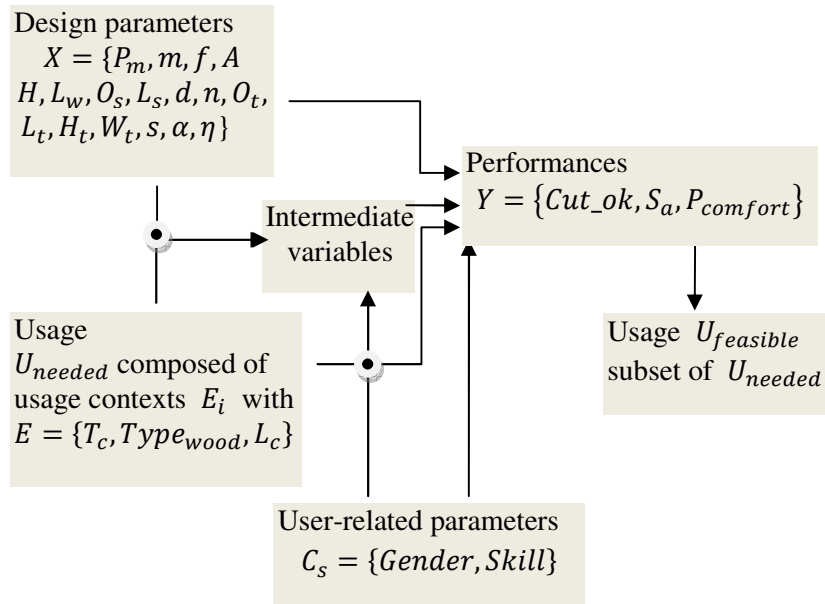 Design parameters
X = {P_m, m, f, A
H, L_w, O_s, L_s, d, n, O_t,
L_t, H_t, W_t, s, α, η}
Performances
Y = {Cut_ok, S_a, P_comfort}
Intermediate
variables
Usage
U_needed composed of
usage contexts E_i with
E = {T_c, Type_wood, L_c}
Usage U_feasible
subset of U_needed
User-related parameters
C_s = {Gender, Skill}